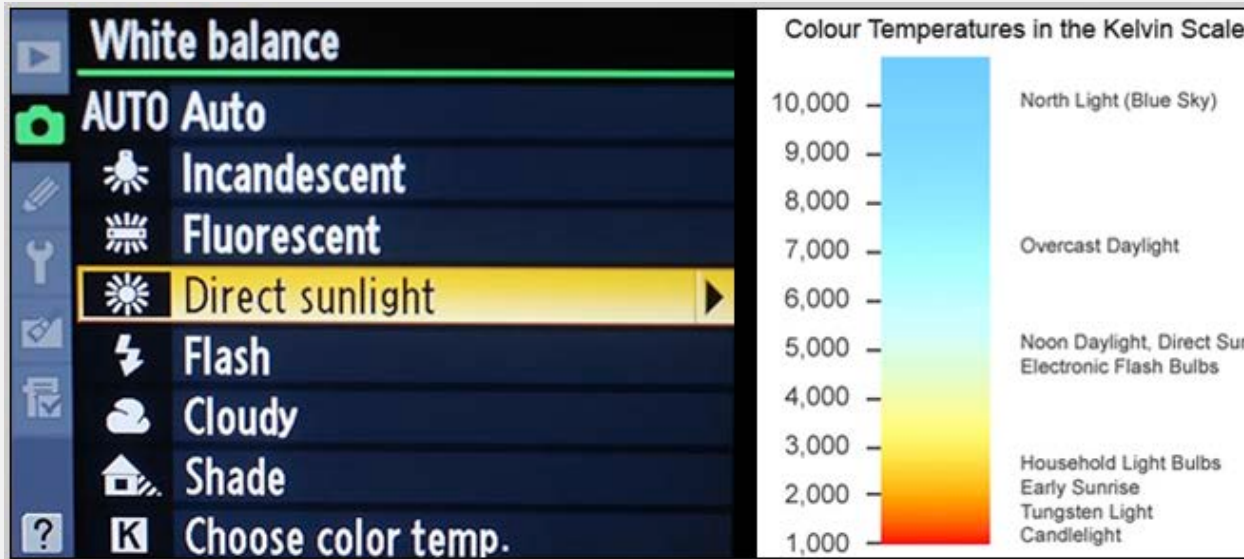 White balance
AUTO Auto
Incandescent
Fluorescent
Direct sunlight
Flash
Cloudy
Shade
K Choose color temp.
?
Colour Temperatures in the Kelvin Scale
10,000 North Light (Blue Sky)
9,000
8,000
7,000 Overcast Daylight
6,000
5,000 Noon Daylight, Direct Sun
Electronic Flash Bulbs
4,000
3,000
Household Light Bulbs
Early Sunrise
2,000
Tungsten Light
Candlelight
1,000